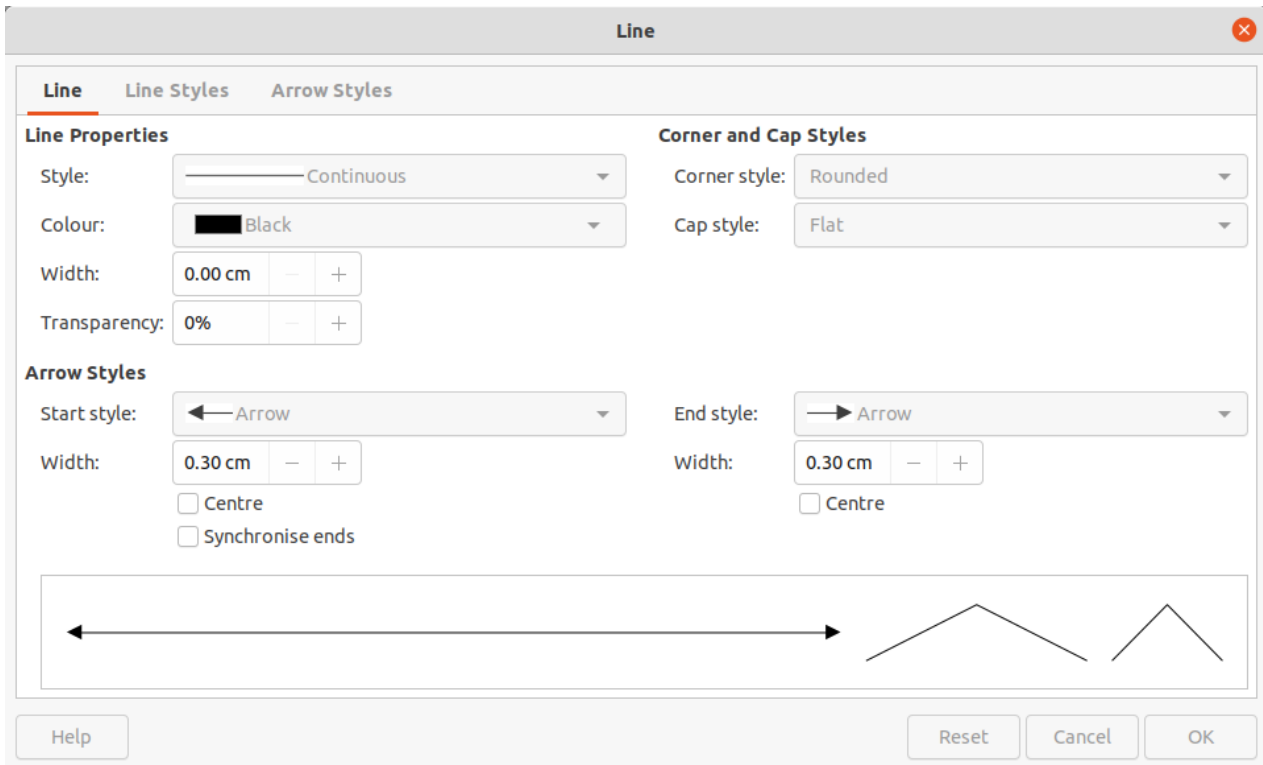 Line
Line Line Styles Arrow Styles
Line Properties
Style: Continuous
Colour: Black
Width: 0.00 cm
Transparency: 0%
Corner and Cap Styles
Corner style: Rounded
Cap style: Flat
Arrow Styles
Start style: Arrow
Width: 0.30 cm
Centre
Synchronise ends
End style: Arrow
Width: 0.30 cm
Centre
Help Reset Cancel OK